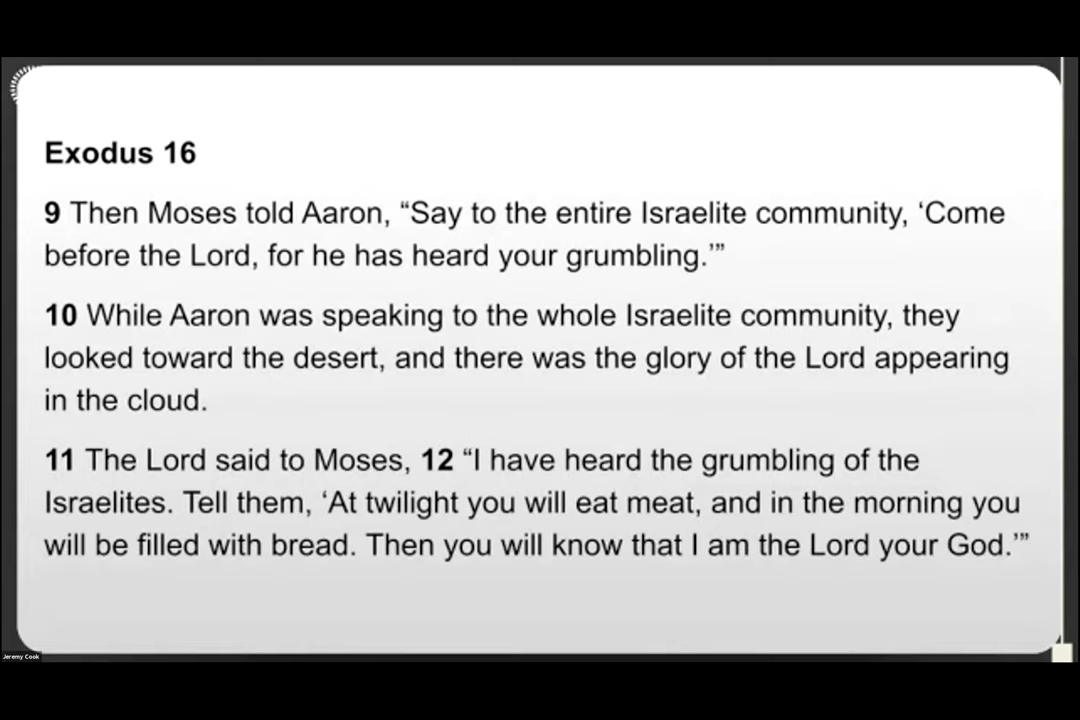 Exodus 16
9 Then Moses told Aaron, “Say to the entire Israelite community, ‘Come
before the Lord, for he has heard your grumbling.’”
10 While Aaron was speaking to the whole Israelite community, they
looked toward the desert, and there was the glory of the Lord appearing
in the cloud.
11 The Lord said to Moses, 12 “I have heard the grumbling of the
Israelites. Tell them, ‘At twilight you will eat meat, and in the morning you
will be filled with bread. Then you will know that I am the Lord your God.’”
Jeremy Cook